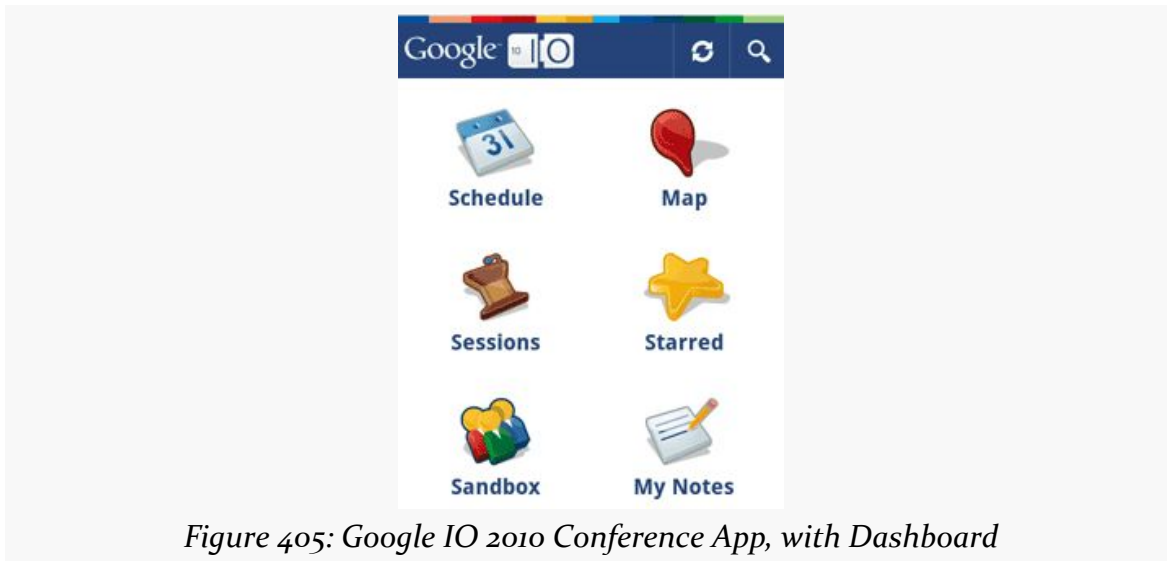 Google 10 IO
31
Schedule Map
Sessions Starred
Sandbox My Notes
Figure 405: Google IO 2010 Conference App, with Dashboard